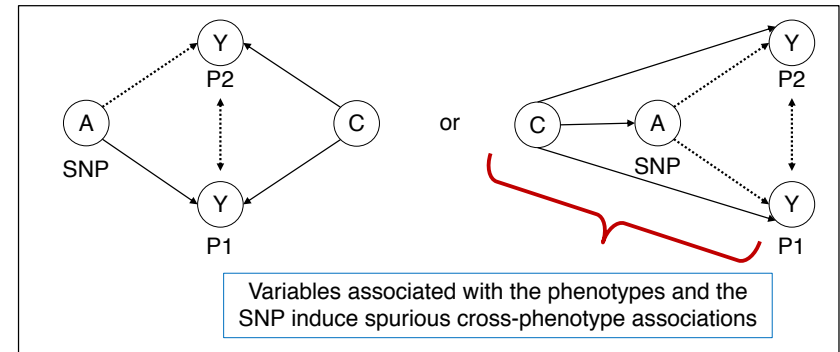 Y
P2
A
SNP
C
Y
P1
or
Y
P2
C
A
SNP
Y
P1
Variables associated with the phenotypes and the
SNP induce spurious cross-phenotype associations